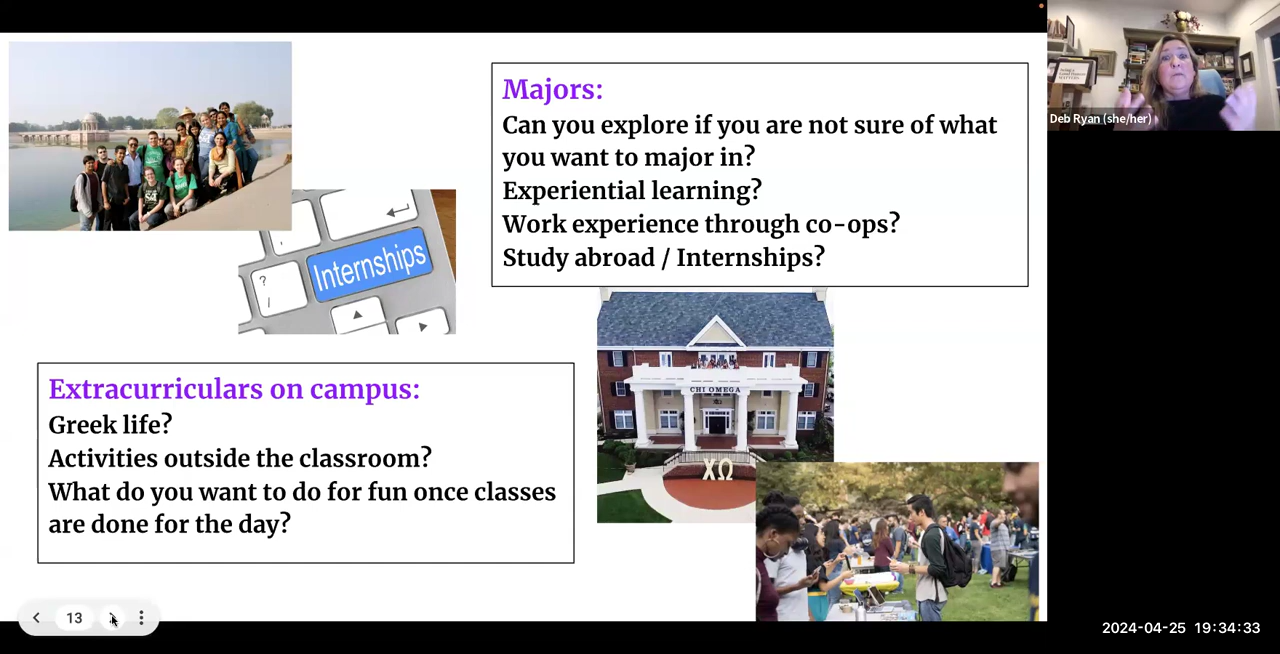 Majors:
Can you explore if you are not sure of what
you want to major in?
Experiential learning?
Work experience through co-ops?
Study abroad / Internships?
Internships
?
/
CHI OMEGA
ΧΩ
Extracurriculars on campus:
Greek life?
Activities outside the classroom?
What do you want to do for fun once classes
are done for the day?
13
Deb Ryan (she/her)
MATTERS
2024-04-25 19:34:33